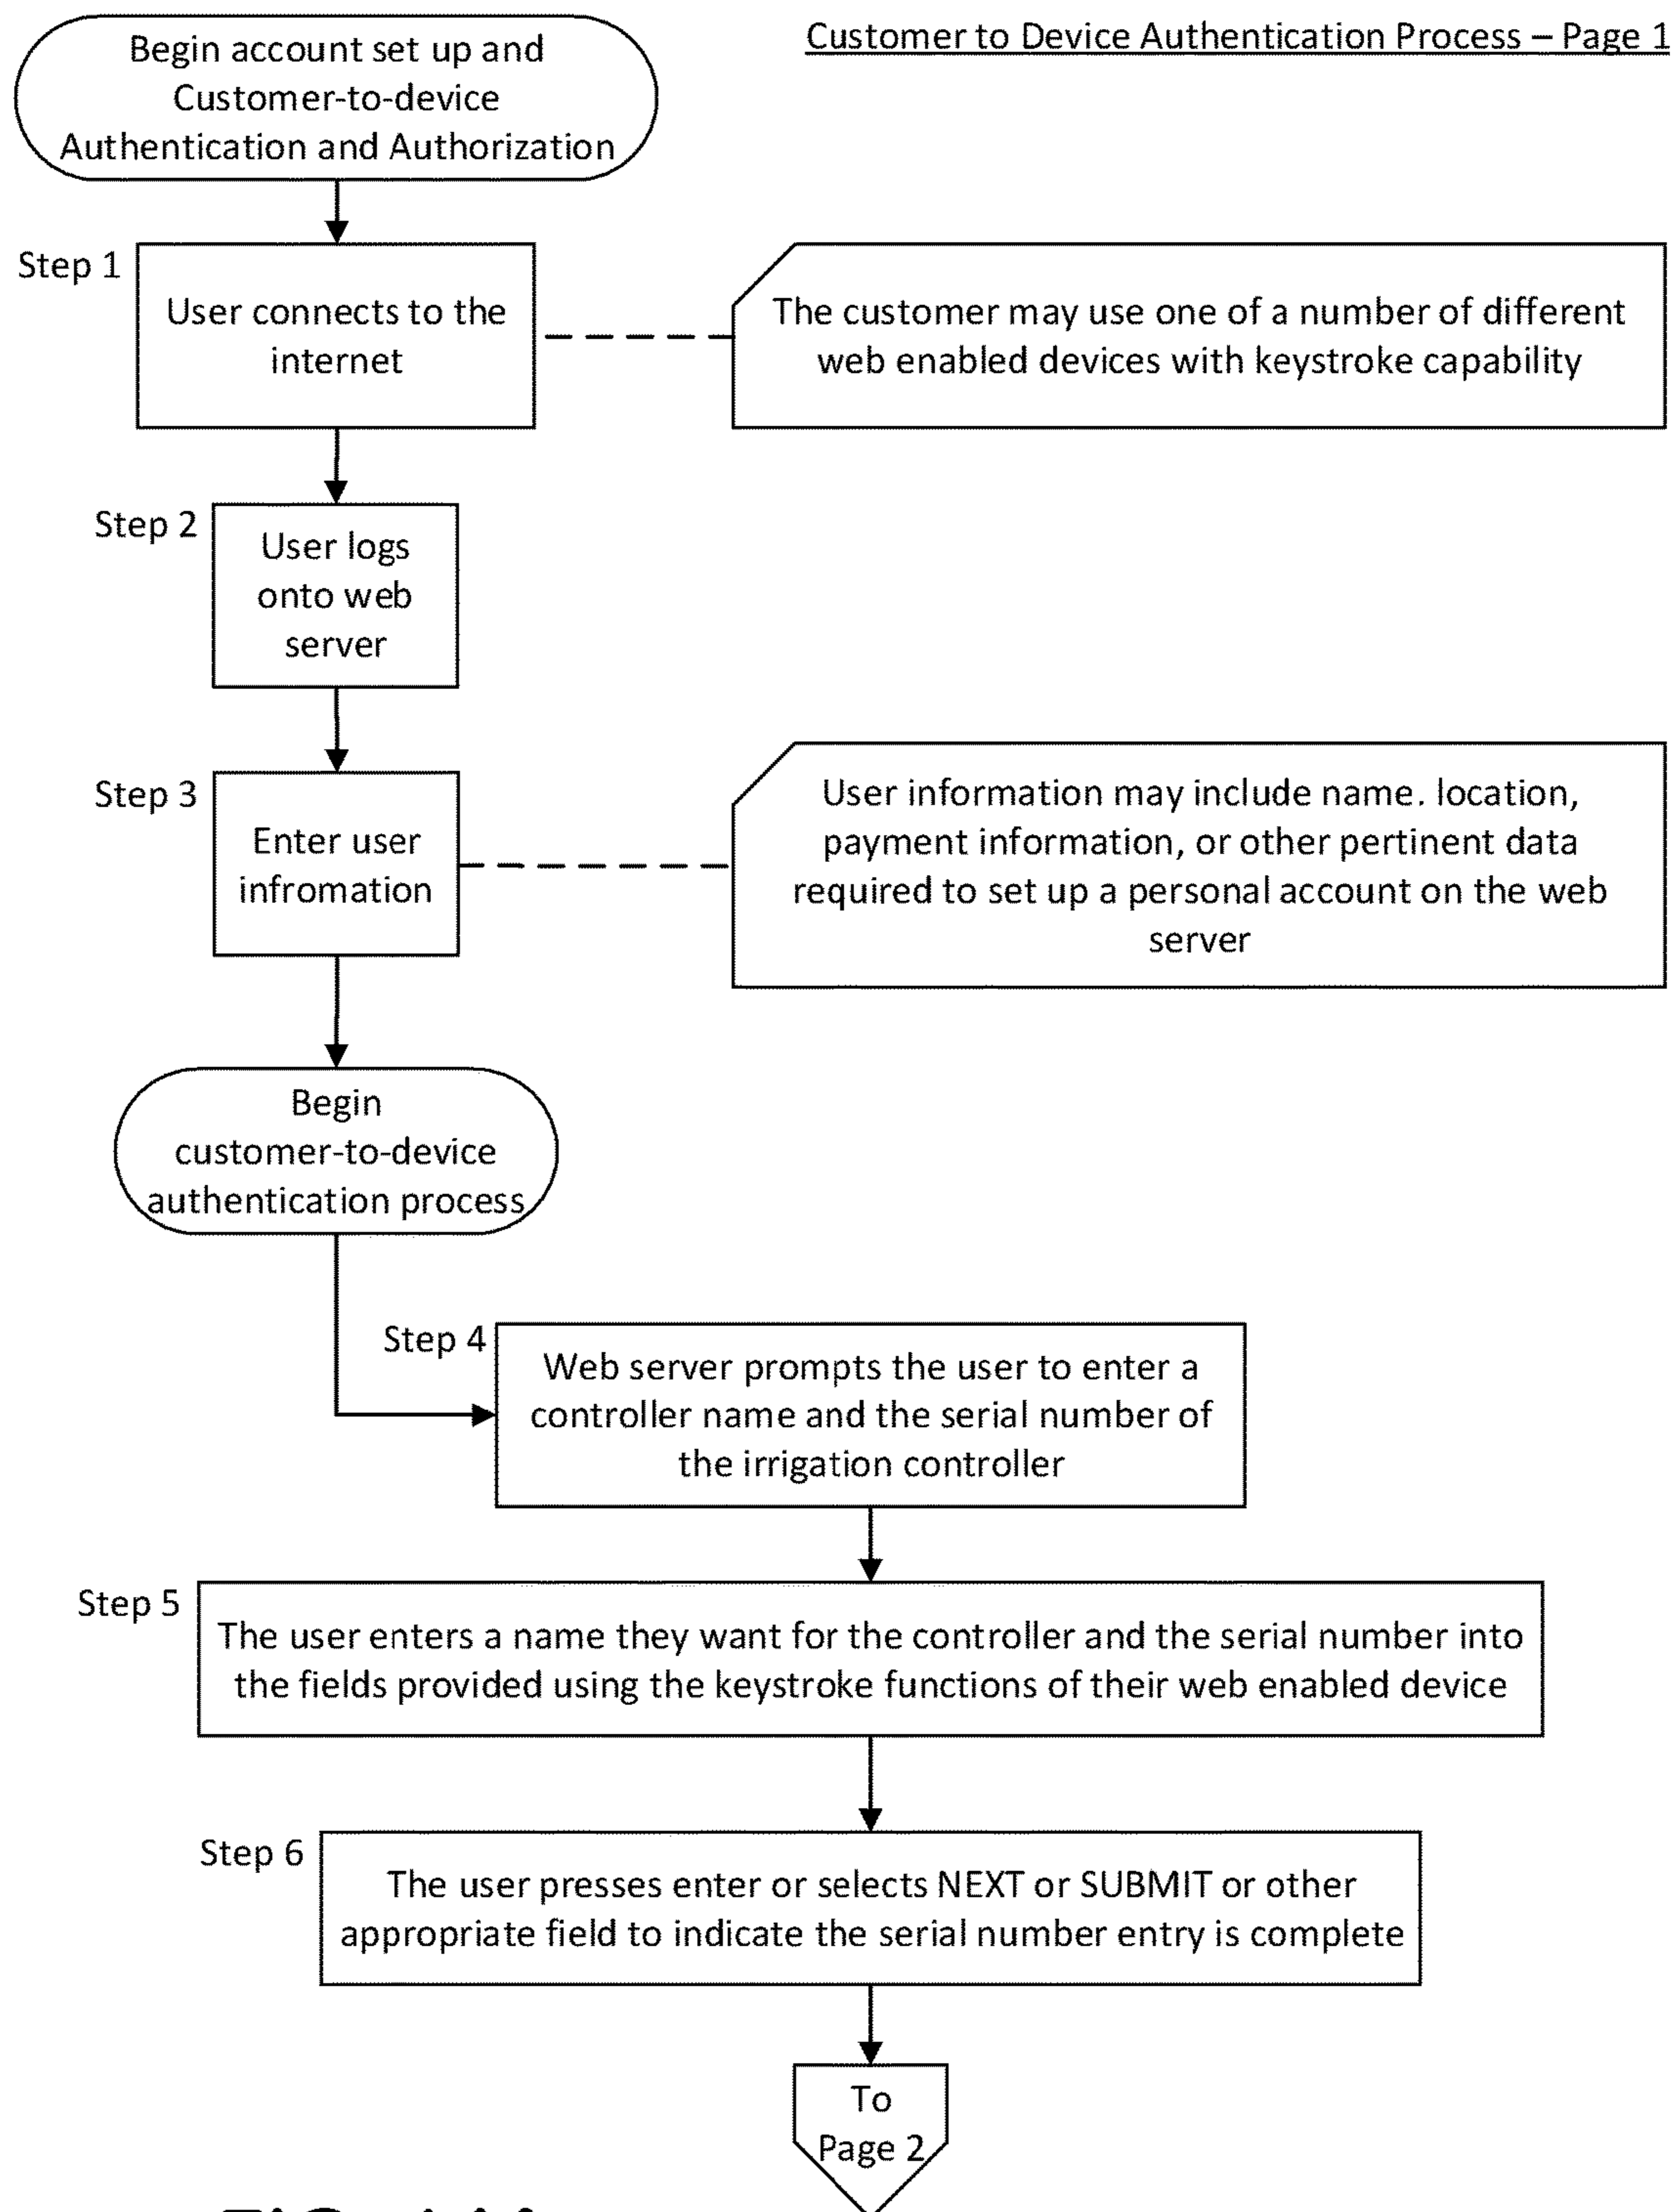 Customer to Device Authentication Process – Page 1
Begin account set up and
Customer-to-device
Authentication and Authorization
Step 1
User connects to the
internet
The customer may use one of a number of different
web enabled devices with keystroke capability
Step 2
User logs
onto web
server
Step 3
Enter user
infromation
User information may include name. location,
payment information, or other pertinent data
required to set up a personal account on the web
server
Begin
customer-to-device
authentication process
Step 4
Web server prompts the user to enter a
controller name and the serial number of
the irrigation controller
Step 5
The user enters a name they want for the controller and the serial number into
the fields provided using the keystroke functions of their web enabled device
Step 6
The user presses enter or selects NEXT or SUBMIT or other
appropriate field to indicate the serial number entry is complete
To
Page 2